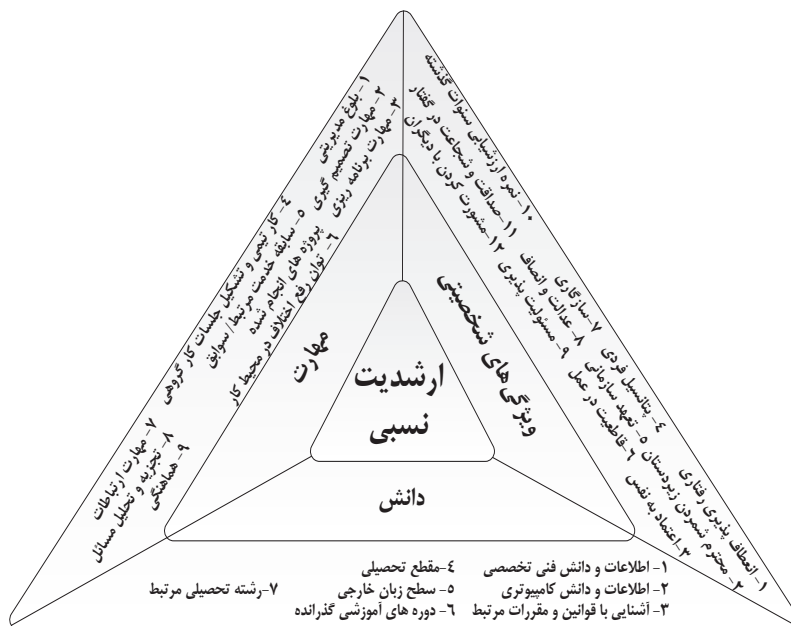 ارشدیت
نسبی
مهارت
ویژگی های شخصیتی
دانش
۱-بلوغ مدیریتی
۲-مهارت تصمیم گیری
۳-مهارت برنامه ریزی
۴-کار تیمی و تشکیل جلسات کار گروهی
۵-سابقه خدمت مرتبط/سوابق
پروژه های انجام شده
۶- توان رفع اختلاف در محیط کار
۷-مهارت ارتباطات
۸-تجزیه و تحلیل مسائل
۹-هماهنگی
۱-انعطاف پذیری رفتاری
۲-محترم شمردن زیردستان
۳-اعتماد به نفس
۴- پتانسیل فردی
۵- تعهد سازمانی
۶-قاطعیت در عمل
۷-سازگاری
۸- عدالت و انصاف
۹-مسئولیت پذیری
۱۰-نمره ارزشیابی سنوات گذشته
۱۱-صداقت و شجاعت در گفتار
۱۲-مشورت کردن با دیگران
۱- اطلاعات و دانش فنی تخصصی
۲- اطلاعات و دانش کامپیوتری
۳- آشنایی با قوانین و مقررات مرتبط
۴-مقطع تحصیلی
۵- سطح زبان خارجی
۶- دوره های آموزشی گذرانده
۷-رشته تحصیلی مرتبط